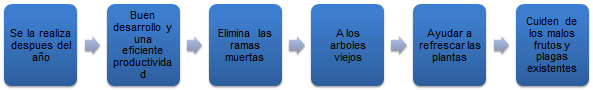 Se la realiza
despues del
año
Buen
desarrollo y
una
eficiente
productivida
d
Elimina las
ramas
muertas
A los
arboles
viejos
Ayudar a
refrescar las
plantas
Cuiden de
los malos
frutos y
plagas
existentes